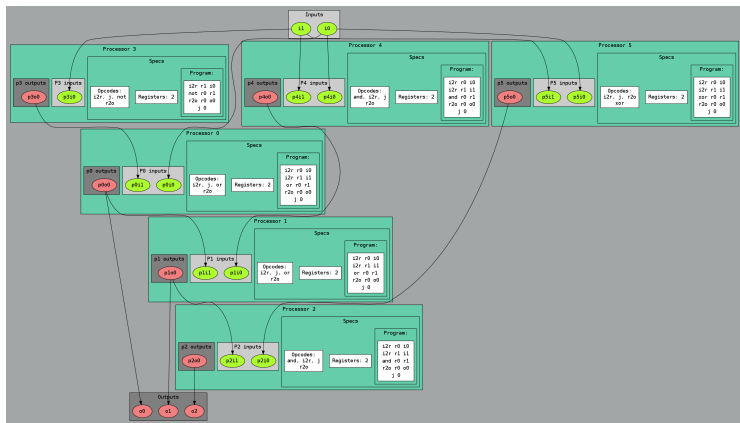 Inputs
i1 i0
Processor 3
Specs
p3 outputs
P3 inputs
Program:
p3o0
p3i0
Opcodes:
i2r, j, not
r2o
Registers: 2
i2r r1 i0
not r0 r1
r2o r0 o0
j 0
Processor 4
Specs
p4 outputs
P4 inputs
Program:
p4o0
p4i1
p4i0
Opcodes:
and, i2r, j
r2o
Registers: 2
i2r r0 i0
i2r r1 i1
and r0 r1
r2o r0 o0
j 0
Processor 5
Specs
p5 outputs
P5 inputs
Program:
p5o0
p5i1
p5i0
Opcodes:
i2r, j, r2o
xor
Registers: 2
i2r r0 i0
i2r r1 i1
xor r0 r1
r2o r0 o0
j 0
Processor 0
Specs
p0 outputs
P0 inputs
Program:
p0o0
p0i1
p0i0
Opcodes:
i2r, j, or
r2o
Registers: 2
i2r r0 i0
i2r r1 i1
or r0 r1
r2o r0 o0
j 0
Processor 1
Specs
p1 outputs
P1 inputs
Program:
p1o0
p1i1
p1i0
Opcodes:
i2r, j, or
r2o
Registers: 2
i2r r0 i0
i2r r1 i1
or r0 r1
r2o r0 o0
j 0
Processor 2
Specs
p2 outputs
P2 inputs
Program:
p2o0
p2i1
p2i0
Opcodes:
and, i2r, j
r2o
Registers: 2
i2r r0 i0
i2r r1 i1
and r0 r1
r2o r0 o0
j 0
Outputs
o0 o1 o2